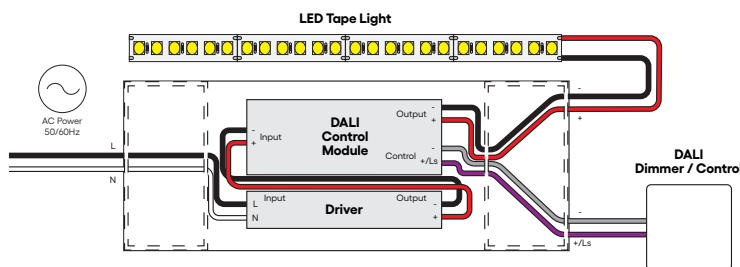 LED Tape Light
AC Power
50/60Hz
L
N
-
+
Input
DALI
Control
Module
Output
-
+
Control
-
+/Ls
Input
L
N
Driver
Output
-
+
-
+
DALI
Dimmer / Control
-
+/Ls